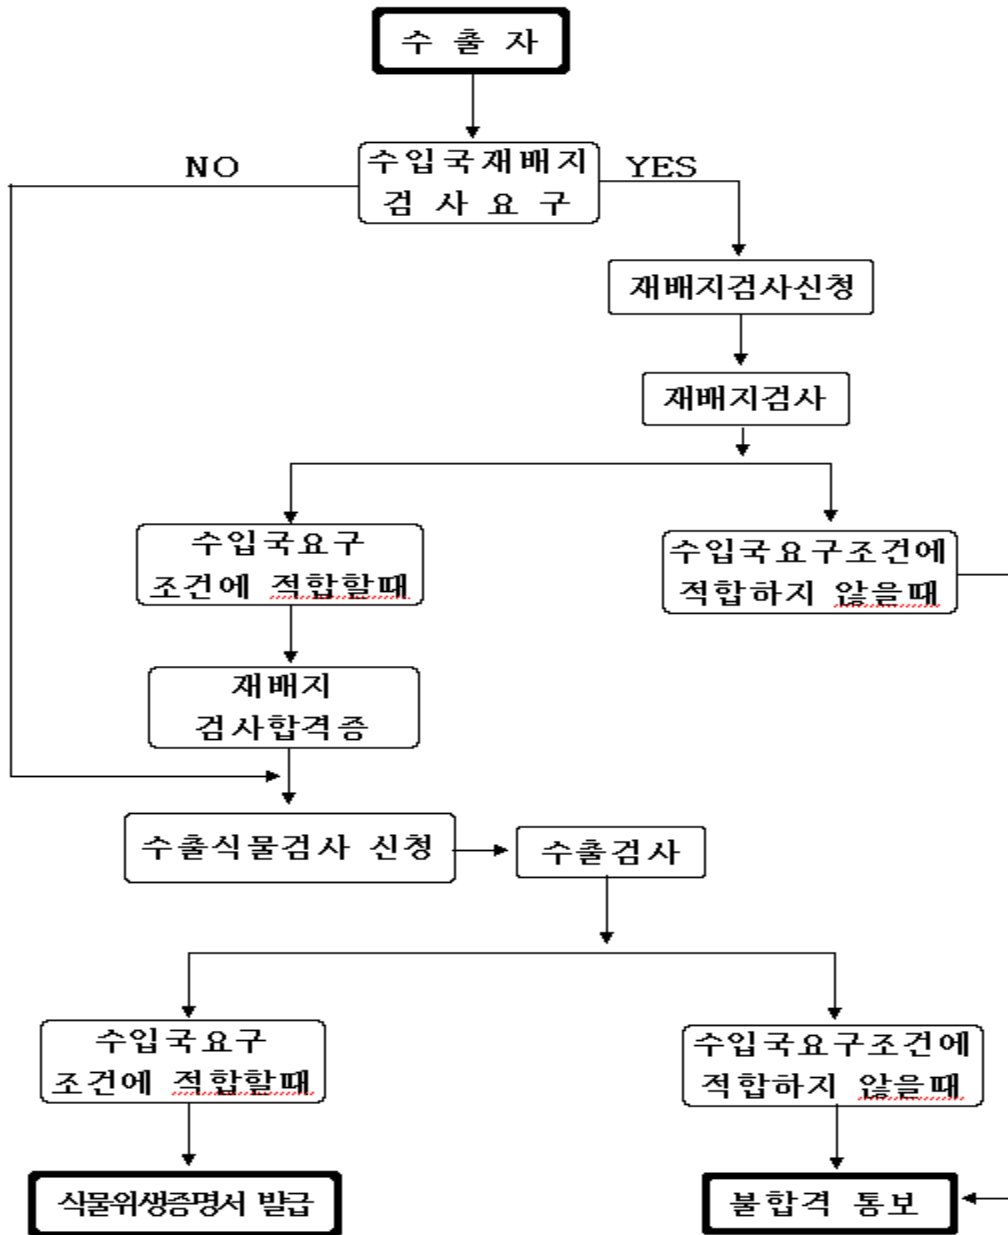 수 출 자
NO
수입국재배지
검 사 요 구
YES
재배지검사신청
재배지검사
수입국요구
조건에 적합할때
수입국요구조건에
적합하지 않을때
재배지
검사합격증
수출식물검사 신청
수출검사
수입국요구
조건에 적합할때
수입국요구조건에
적합하지 않을때
식물위생증명서 발급
불합격 통보